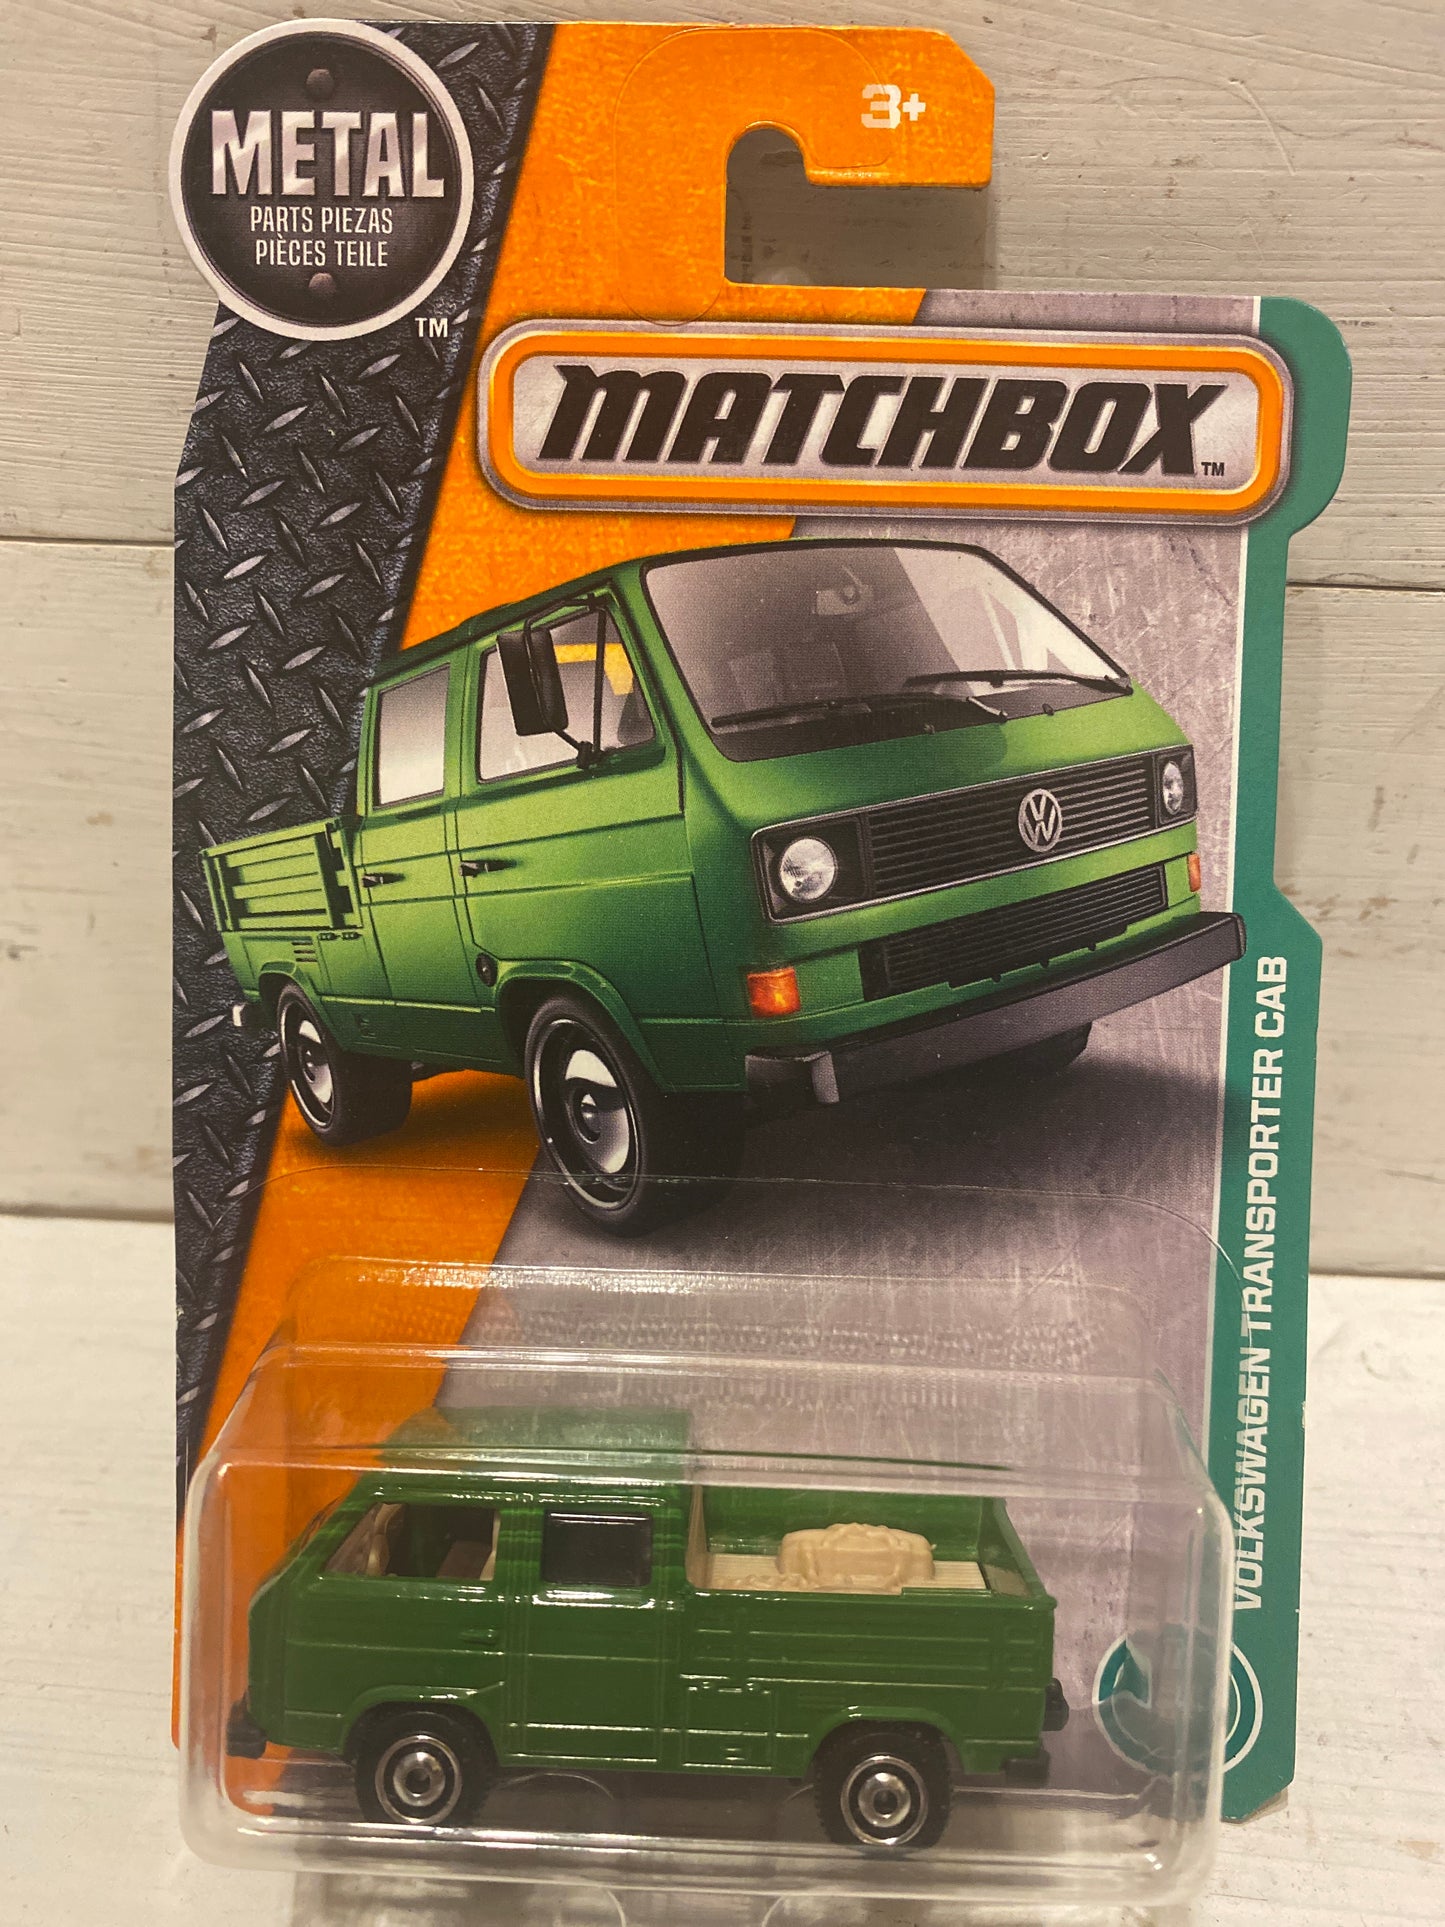 METAL
PARTS PIEZAS
PIÈCES TEILE
TM
3+
MATCHBOX
TM
VOLKSWAGEN TRANSPORTER CAB